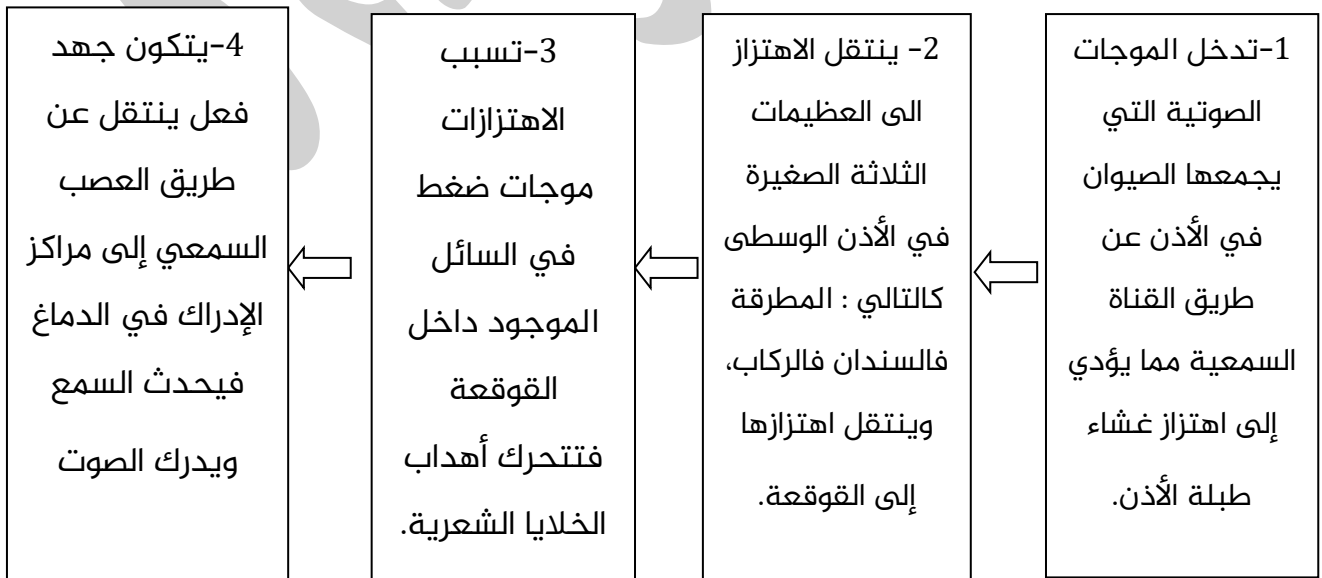 1-تدخل الموجات
الصوتية التي
يجمعها الصيوان
في الأذن عن
طريق القناة
السمعية مما يؤدي
إلى اهتزاز غشاء
طبلة الأذن.
2- ينتقل الاهتزاز
الى العظيمات
الثلاثة الصغيرة
في الأذن الوسطى
كالتالي : المطرقة
فالسندان فالركاب،
وينتقل اهتزازها
إلى القوقعة.
3-تسبب
الاهتزازات
موجات ضغط
في السائل
الموجود داخل
القوقعة
فتتحرك أهداب
الخلايا الشعرية.
4-يتكون جهد
فعل ينتقل عن
طريق العصب
السمعي إلى مراكز
الإدراك في الدماغ
فيحدث السمع
ويدرك الصوت